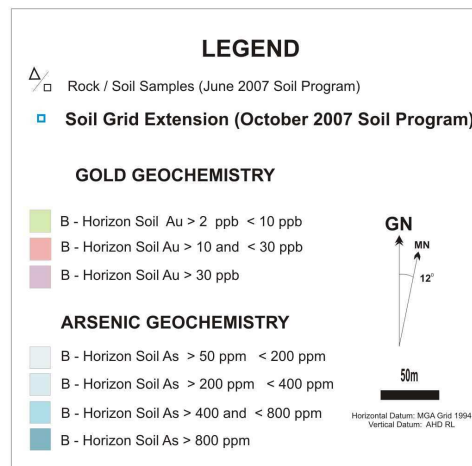 LEGEND
Rock / Soil Samples (June 2007 Soil Program)
Soil Grid Extension (October 2007 Soil Program)
GOLD GEOCHEMISTRY
B - Horizon Soil Au > 2 ppb < 10 ppb
B - Horizon Soil Au > 10 and < 30 ppb
B - Horizon Soil Au > 30 ppb
GN
MN
12°
ARSENIC GEOCHEMISTRY
B - Horizon Soil As > 50 ppm < 200 ppm
B - Horizon Soil As > 200 ppm < 400 ppm
B - Horizon Soil As > 400 and < 800 ppm
B - Horizon Soil As > 800 ppm
50m
Horizontal Datum: MGA Grid 1994
Vertical Datum: AHD RL